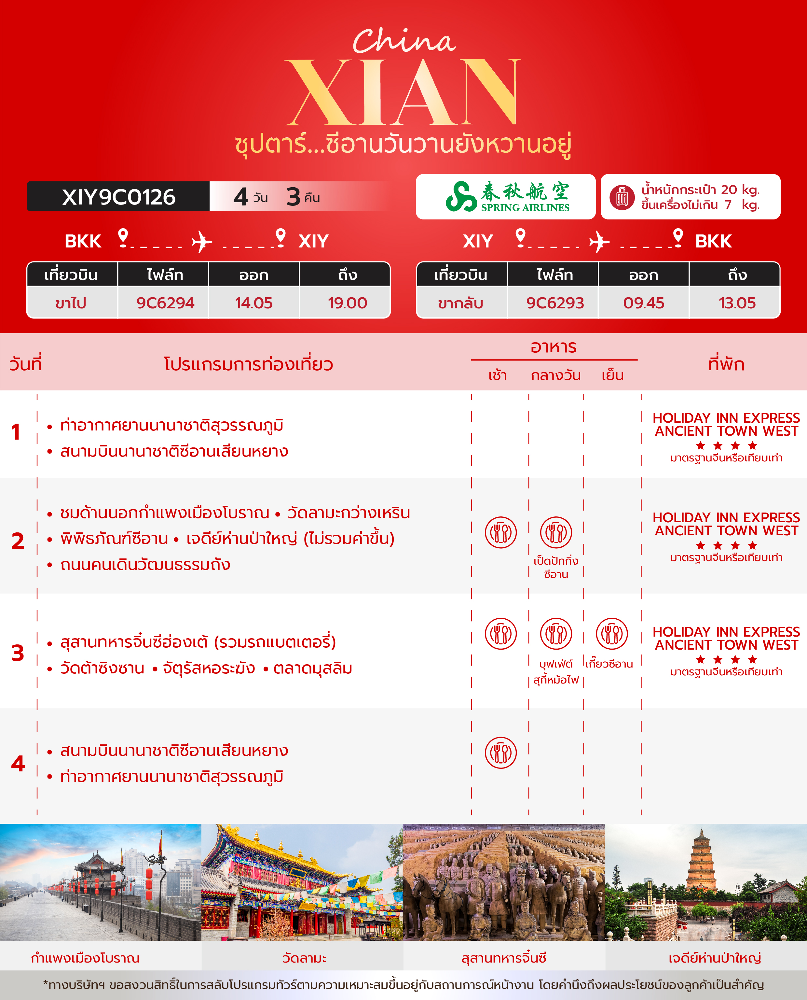 China
XIAN
ซุปตาร์...ซีอานวันวานยังหวานอยู่
XIY9C0126
4 วัน 3 คืน
春秋航空
SPRING AIRLINES
น้ำหนักกระเป๋า 20 kg.
ขึ้นเครื่องไม่เกิน 7 kg.
BKK XIY
เที่ยวบิน ไฟล์ท ออก ถึง
ขาไป 9C6294 14.05 19.00
XIY BKK
เที่ยวบิน ไฟล์ท ออก ถึง
ขากลับ 9C6293 09.45 13.05
วันที่ โปรแกรมการท่องเที่ยว อาหาร ที่พัก
เช้า กลางวัน เย็น
1
• ท่าอากาศยานนานาชาติสุวรรณภูมิ
• สนามบินนานาชาติซีอานเสียนหยาง
HOLIDAY INN EXPRESS
ANCIENT TOWN WEST
★ ★ ★ ★
มาตรฐานจีนหรือเทียบเท่า
2
• ชมด้านนอกกำแพงเมืองโบราณ • วัดลามะกว่างเหริน
• พิพิธภัณฑ์ซีอาน • เจดีย์ห่านป่าใหญ่ (ไม่รวมค่าขึ้น)
• ถนนคนเดินวัฒนธรรมถัง
เป็ดปักกิ่ง
ซีอาน
HOLIDAY INN EXPRESS
ANCIENT TOWN WEST
★ ★ ★ ★
มาตรฐานจีนหรือเทียบเท่า
3
• สุสานทหารจิ๋นซีฮ่องเต้ (รวมรถแบตเตอรี่)
• วัดต้าซิงซาน • จัตุรัสหอระฆัง • ตลาดมุสลิม
บุฟเฟ่ต์
สุกี้หม้อไฟ
เกี๊ยวซีอาน
HOLIDAY INN EXPRESS
ANCIENT TOWN WEST
★ ★ ★ ★
มาตรฐานจีนหรือเทียบเท่า
4
• สนามบินนานาชาติซีอานเสียนหยาง
• ท่าอากาศยานนานาชาติสุวรรณภูมิ
กำแพงเมืองโบราณ
วัดลามะ
สุสานทหารจิ๋นซี
เจดีย์ห่านป่าใหญ่
*ทางบริษัทฯ ขอสงวนสิทธิ์ในการสลับโปรแกรมทัวร์ตามความเหมาะสมขึ้นอยู่กับสถานการณ์หน้างาน โดยคำนึงถึงผลประโยชน์ของลูกค้าเป็นสำคัญ